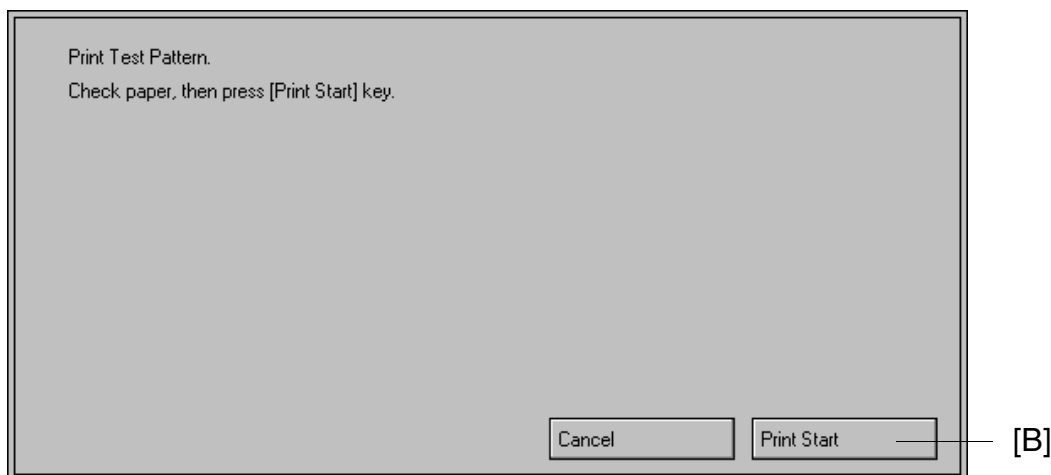 Print Test Pattern.
Check paper, then press [Print Start] key.
Cancel
Print Start
[B]